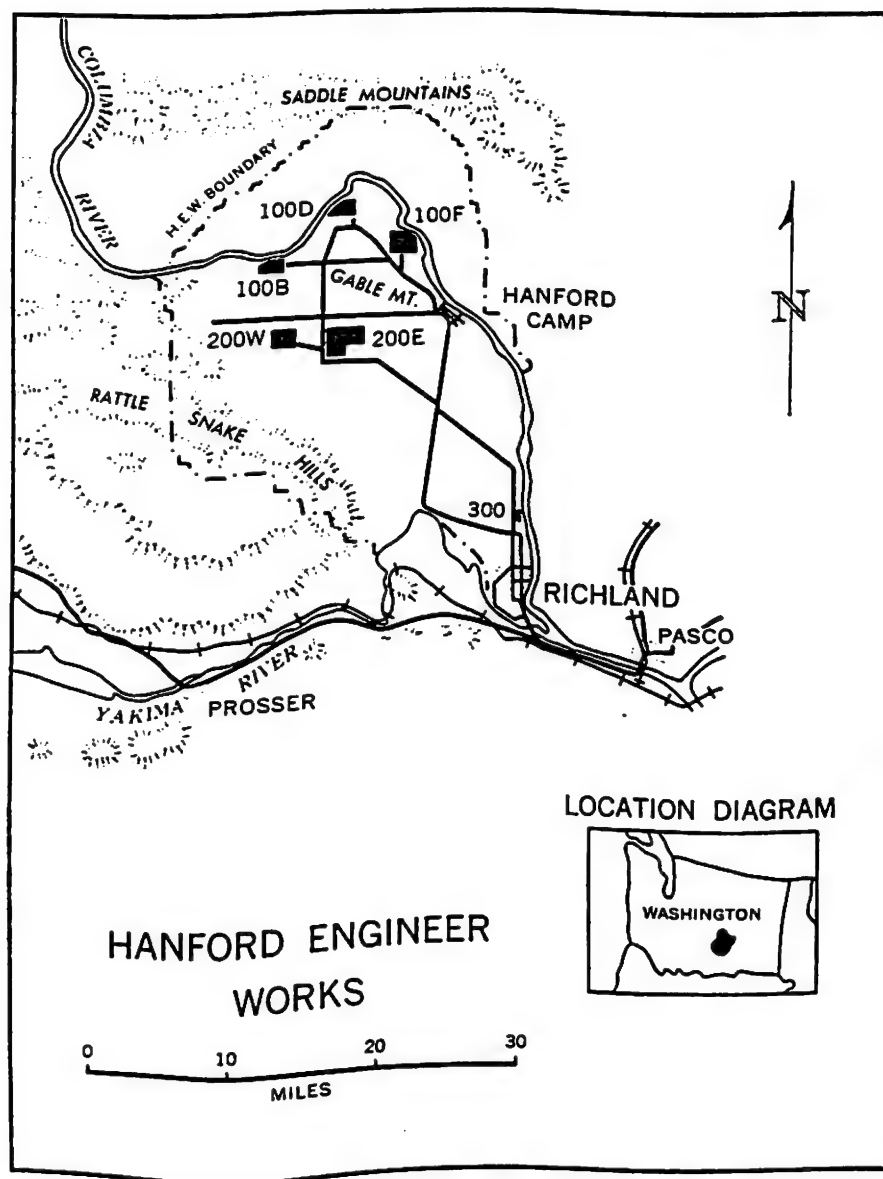 COLUMBIA
RIVER
SADDLE MOUNTAINS
H.E.W. BOUNDARY
100D
100F
100B
GABLE MT.
HANFORD
CAMP
N
200W
200E
RATTLE
SNAKE
HILLS
300
RICHLAND
PASCO
YAKIMA RIVER
PROSSER
LOCATION DIAGRAM
WASHINGTON
HANFORD ENGINEER
WORKS
0 10 20 30
MILES